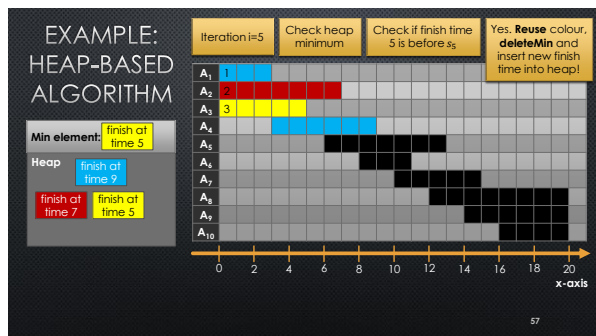 EXAMPLE:
HEAP-BASED
ALGORITHM
Iteration i=5
Check heap
minimum
Check if finish time
5 is before s5
Yes. Reuse colour,
deleteMin and
insert new finish
time into heap!
Min element:
finish at
time 5
Heap
finish at
time 9
finish at
time 7
finish at
time 5
A1 1
A2 2
A3 3
A4
A5
A6
A7
A8
A9
A10
0 2 4 6 8 10 12 14 16 18 20
x-axis
57